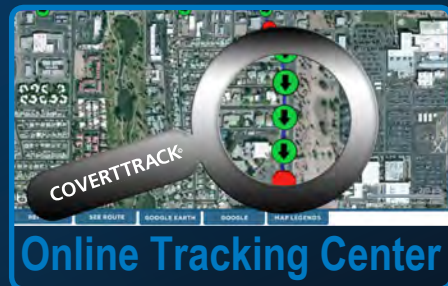 COVERTTRACK®
SEE ROUTE
GOOGLE EARTH
GOOGLE
MAP LEGENDS
Online Tracking Center